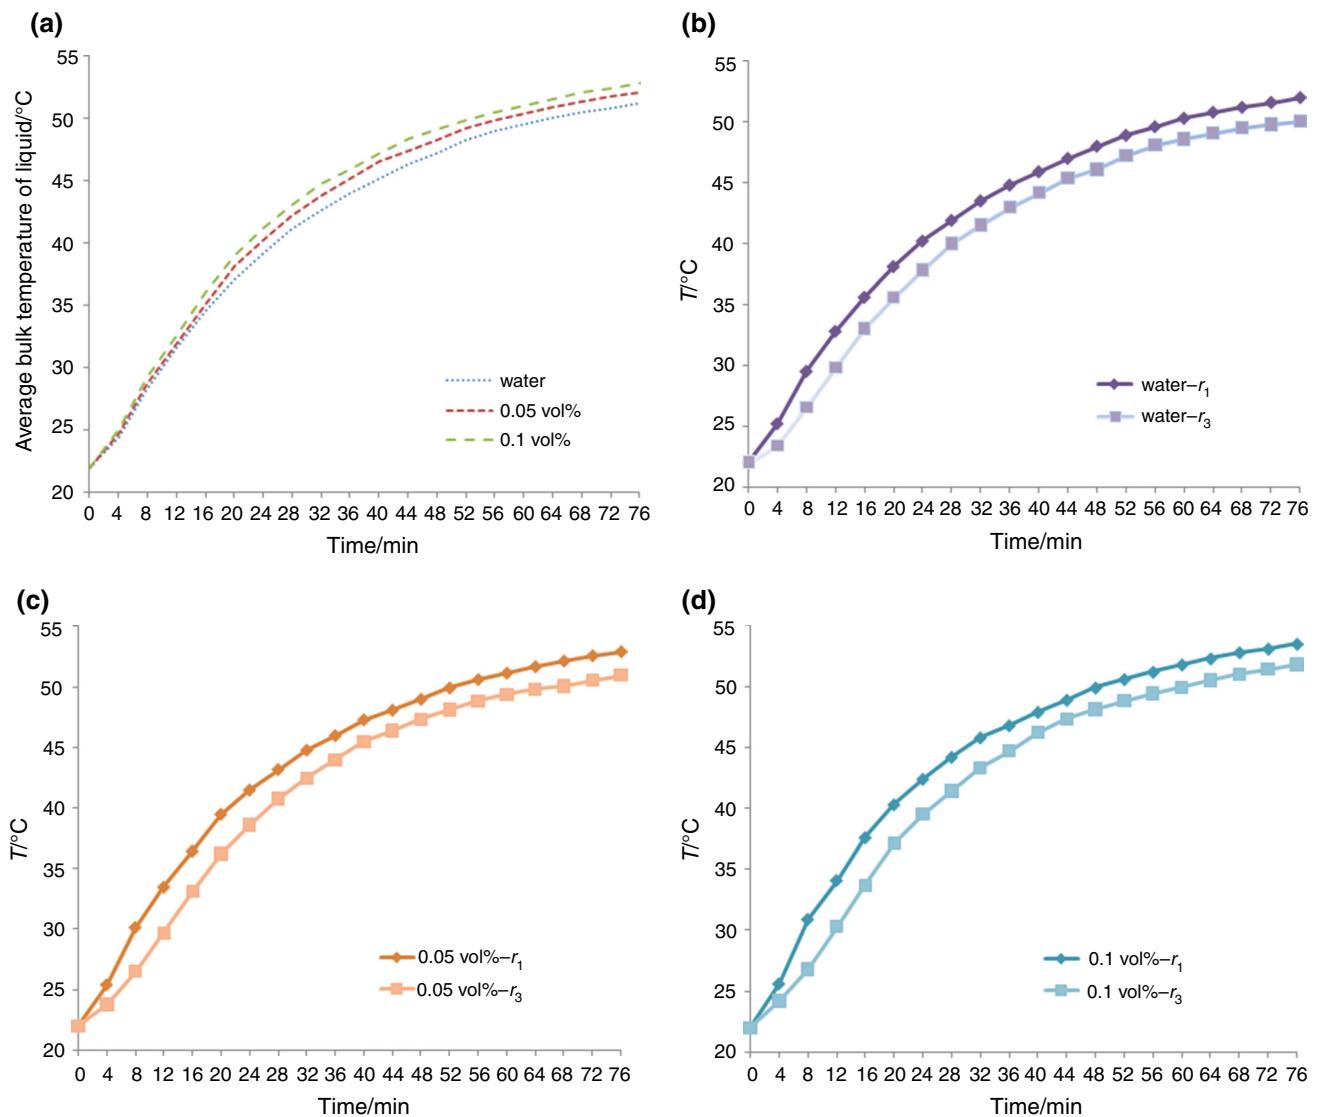 (a)
55
50
45
40
35
30
25
20
Average bulk temperature of liquid/°C
water
0.05 vol%
0.1 vol%
0 4 8 12 16 20 24 28 32 36 40 44 48 52 56 60 64 68 72 76
Time/min
(b)
55
50
45
40
35
30
25
20
T/°C
water–r1
water–r3
0 4 8 12 16 20 24 28 32 36 40 44 48 52 56 60 64 68 72 76
Time/min
(c)
55
50
45
40
35
30
25
20
T/°C
0.05 vol%–r1
0.05 vol%–r3
0 4 8 12 16 20 24 28 32 36 40 44 48 52 56 60 64 68 72 76
Time/min
(d)
55
50
45
40
35
30
25
20
T/°C
0.1 vol%–r1
0.1 vol%–r3
0 4 8 12 16 20 24 28 32 36 40 44 48 52 56 60 64 68 72 76
Time/min